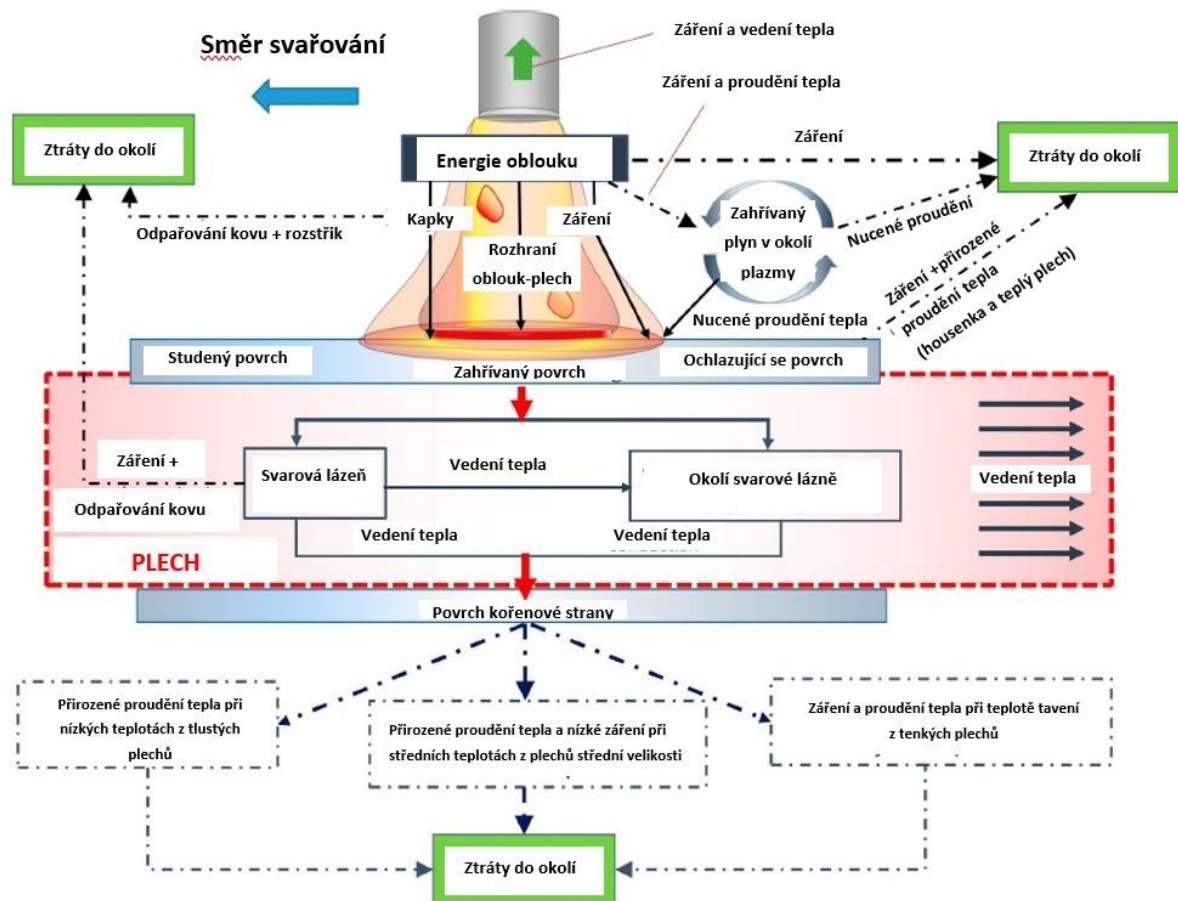 Směr svařování
Záření a vedení tepla
Záření a proudění tepla
Ztráty do okolí
Energie oblouku
Záření
Ztráty do okolí
Kapky
Záření
Odpařování kovu + rozstřik
Rozhraní
oblouk-plech
Zahřívaný
plyn v okolí
plazmy
Nucené proudění
Záření +přirozené
proudění tepla
(housenka a teplý plech)
Nucené proudění tepla
Studený povrch
Zahřívaný povrch
Ochlazující se povrch
Záření +
Odpařování kovu
Svarová lázeň
Vedení tepla
Okolí svarové lázně
Vedení tepla
Vedení tepla
Vedení tepla
PLECH
Povrch kořenové strany
Přirozené proudění tepla při
nízkých teplotách z tlustých
plechů
Přirozené proudění tepla a nízké záření při
středních teplotách z plechů střední velikosti
Záření a proudění tepla při teplotě tavení
z tenkých plechů
Ztráty do okolí